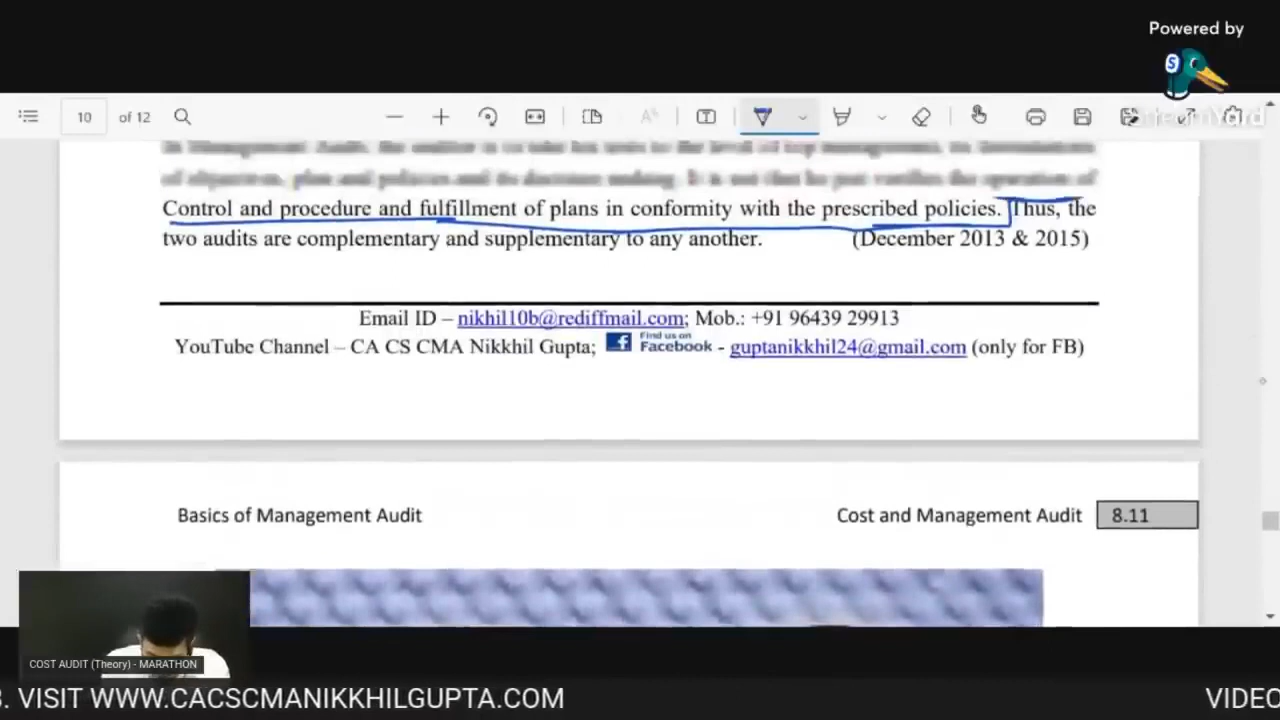 Powered by
S
10 of 12
Control and procedure and fulfillment of plans in conformity with the prescribed policies. Thus, the
two audits are complementary and supplementary to any another. (December 2013 & 2015)
Email ID – nikhil10b@rediffmail.com; Mob.: +91 96439 29913
YouTube Channel – CA CS CMA Nikkhil Gupta; Find us on Facebook - guptanikkhil24@gmail.com (only for FB)
Basics of Management Audit Cost and Management Audit 8.11
COST AUDIT (Theory) - MARATHON
. VISIT WWW.CACSCMANIKKHILGUPTA.COM VIDEO